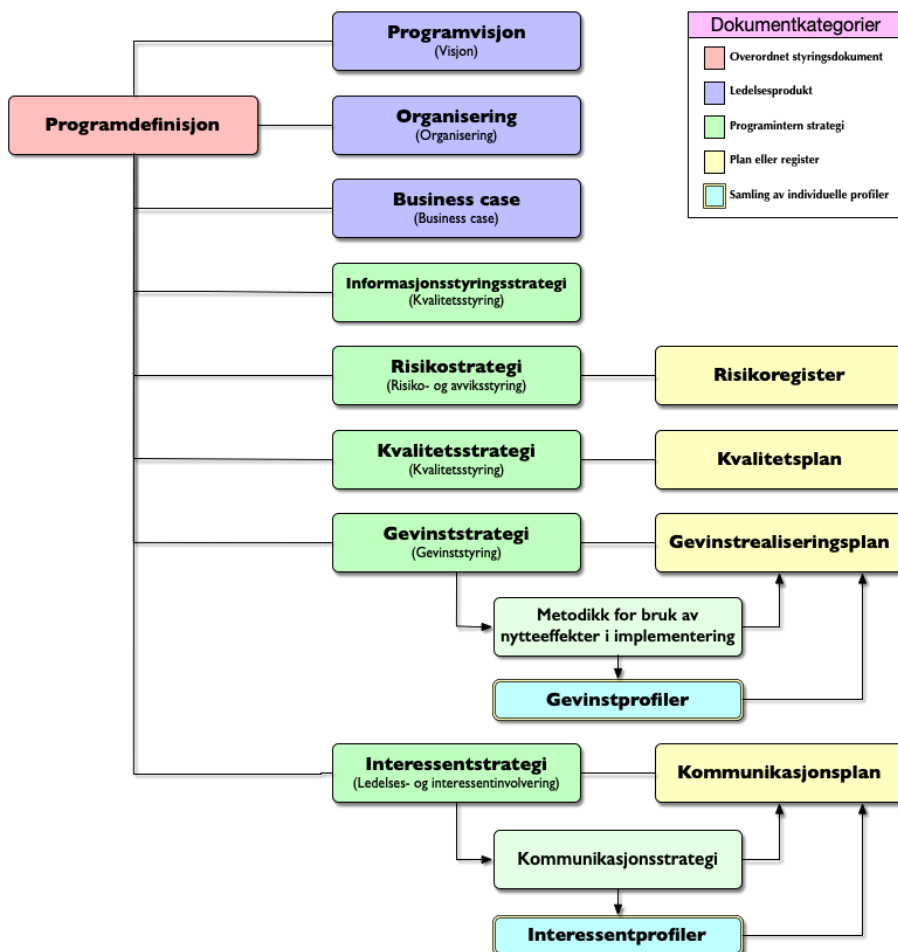 Programvisjon
(Visjon)
Dokumentkategorier
Overordnet styringsdokument
Ledelsesprodukt
Programintern strategi
Plan eller register
Samling av individuelle profiler
Programdefinisjon
Organisering
(Organisering)
Business case
(Business case)
Informasjonsstyringsstrategi
(Kvalitetsstyring)
Risikostrategi
(Risiko- og avviksstyring)
Risikoregister
Kvalitetsstrategi
(Kvalitetsstyring)
Kvalitetsplan
Gevinststrategi
(Gevinststyring)
Gevinstrealiseringsplan
Metodikk for bruk av
nytteeffekter i implementering
Gevinstprofiler
Interessentstrategi
(Ledelses- og interessentinvolvering)
Kommunikasjonsplan
Kommunikasjonsstrategi
Interessentprofiler